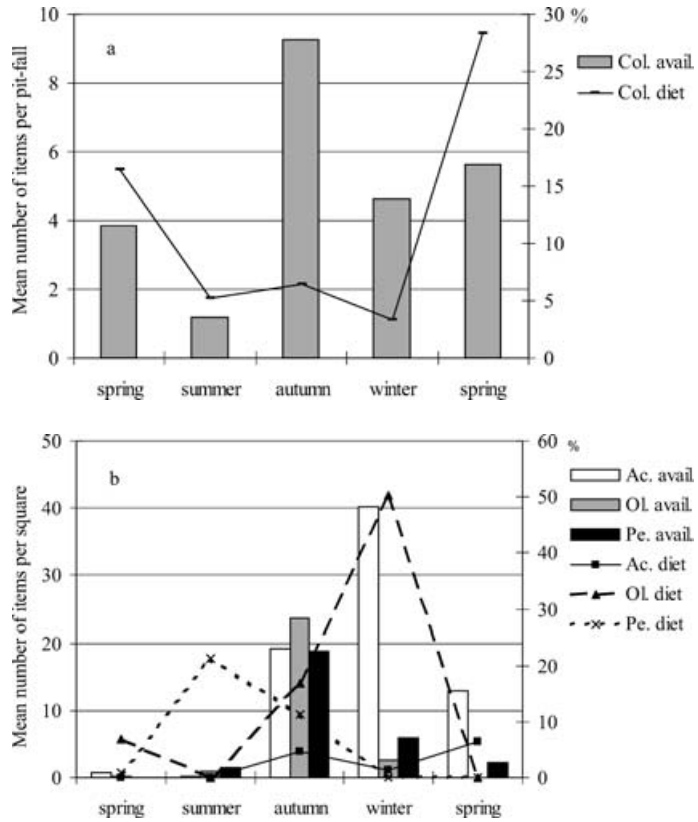 a
Mean number of items per pit-fall
10
8
6
4
2
0
30 %
25
20
15
10
5
0
Col. avail.
Col. diet
spring summer autumn winter spring
b
Mean number of items per square
50
40
30
20
10
0
60 %
50
40
30
20
10
0
Ac. avail.
Ol. avail.
Pe. avail.
Ac. diet
Ol. diet
Pe. diet
spring summer autumn winter spring